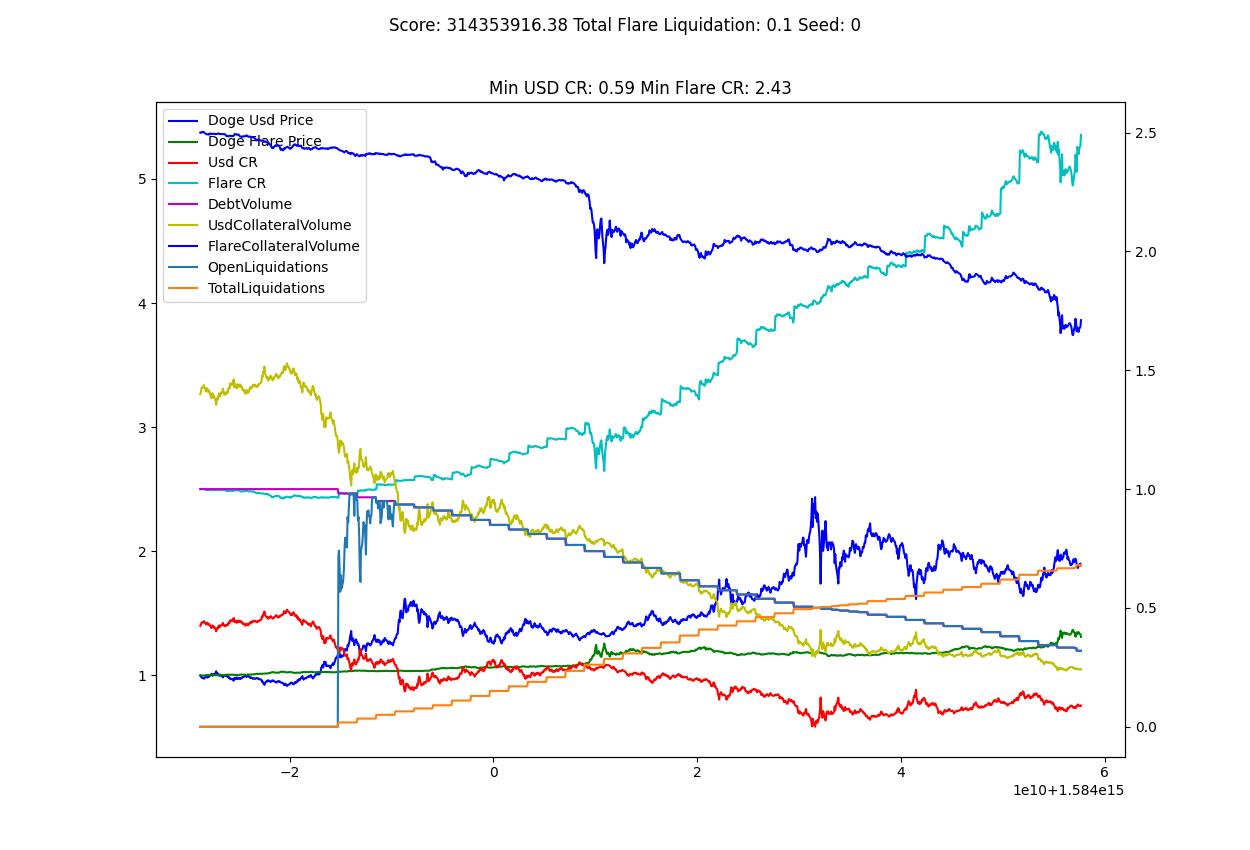 Score: 314353916.38 Total Flare Liquidation: 0.1 Seed: 0
Min USD CR: 0.59 Min Flare CR: 2.43
Doge Usd Price
Doge Flare Price
Usd CR
Flare CR
DebtVolume
UsdCollateralVolume
FlareCollateralVolume
OpenLiquidations
TotalLiquidations
5
4
3
2
1
2.5
2.0
1.5
1.0
0.5
0.0
−2
0
2
4
6
1e10+1.584e15